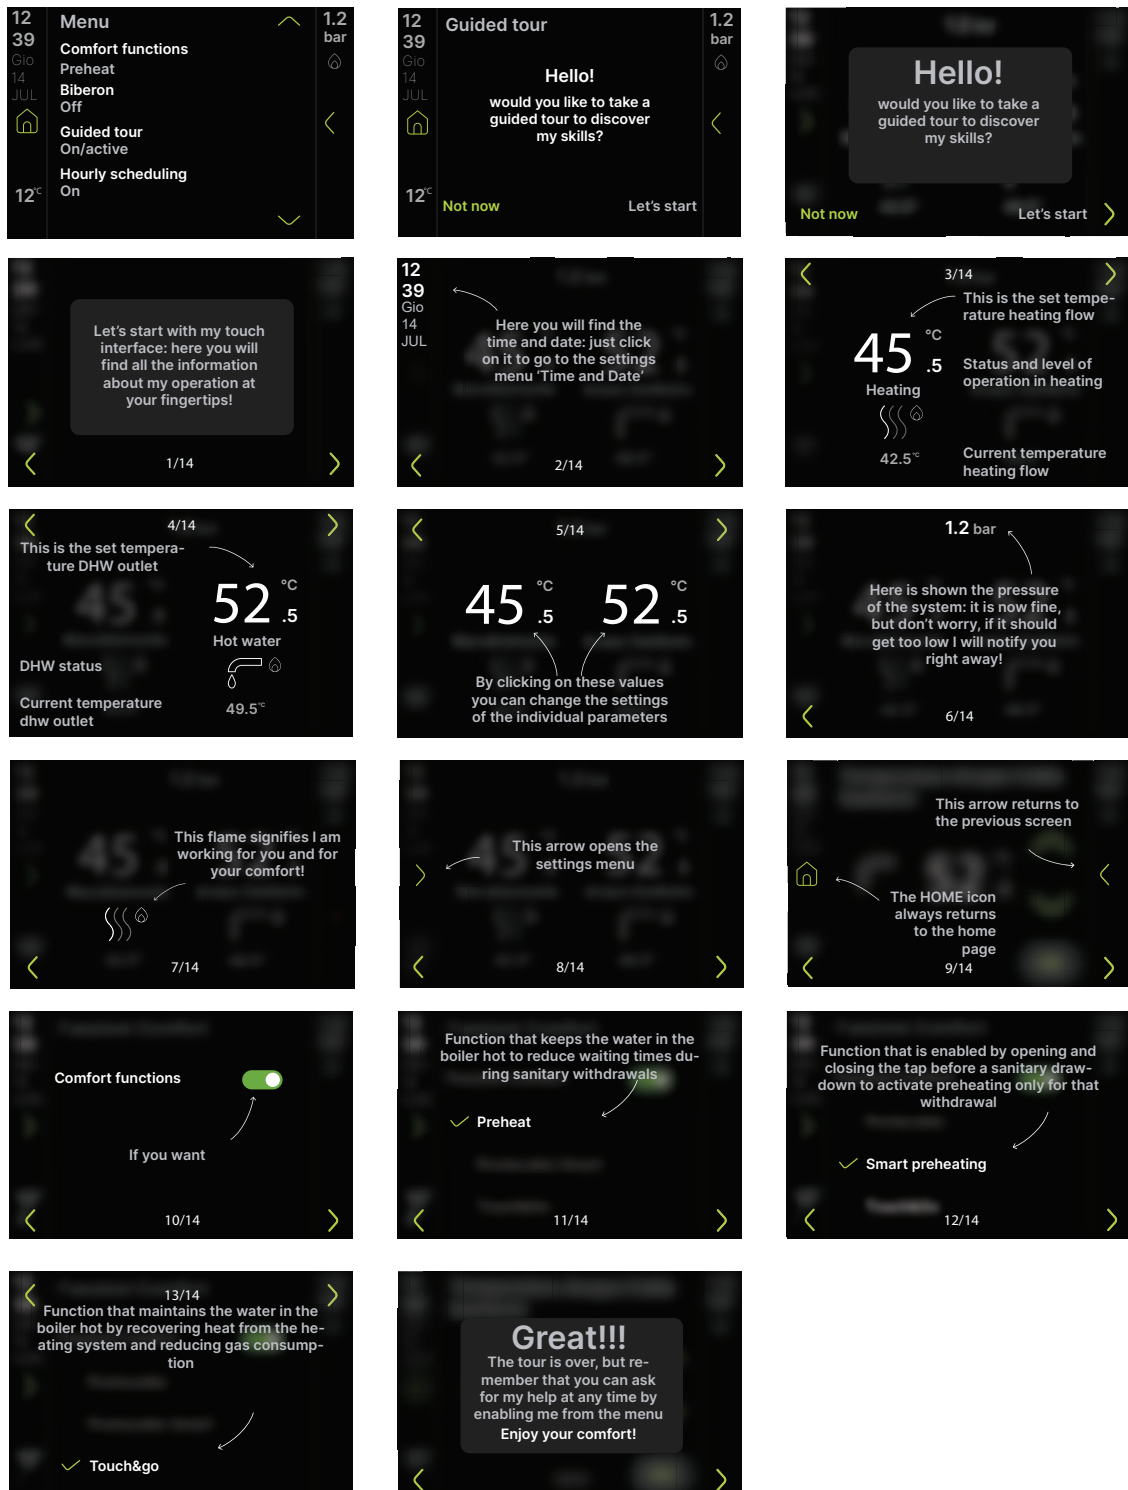 12
39
Gio
14
JUL
12°C
Menu
Comfort functions
Preheat
Biberon
Off
Guided tour
On/active
Hourly scheduling
On
1.2
bar
12
39
Gio
14
JUL
12°C
Guided tour
Hello!
would you like to take a
guided tour to discover
my skills?
Not now
Let's start
1.2
bar
Hello!
would you like to take a
guided tour to discover
my skills?
Not now
Let's start
Let's start with my touch
interface: here you will
find all the information
about my operation at
your fingertips!
1/14
12
39
Gio
14
JUL
Here you will find the
time and date: just click
on it to go to the settings
menu ‘Time and Date’
2/14
3/14
This is the set tempe-
rature heating flow
45 °C
.5
Heating
Status and level of
operation in heating
42.5°C
Current temperature
heating flow
4/14
This is the set tempera-
ture DHW outlet
52 °C
.5
Hot water
DHW status
Current temperature
dhw outlet
49.5°C
5/14
45 °C
.5
52 °C
.5
By clicking on these values
you can change the settings
of the individual parameters
1.2 bar
Here is shown the pressure
of the system: it is now fine,
but don't worry, if it should
get too low I will notify you
right away!
6/14
This flame signifies I am
working for you and for
your comfort!
7/14
This arrow opens the
settings menu
8/14
This arrow returns to
the previous screen
The HOME icon
always returns
to the home
page
9/14
Comfort functions
If you want
10/14
Function that keeps the water in the
boiler hot to reduce waiting times du-
ring sanitary withdrawals
Preheat
11/14
Function that is enabled by opening and
closing the tap before a sanitary draw-
down to activate preheating only for that
withdrawal
Smart preheating
12/14
13/14
Function that maintains the water in the
boiler hot by recovering heat from the he-
ating system and reducing gas consump-
tion
Touch&go
Great!!!
The tour is over, but re-
member that you can ask
for my help at any time by
enabling me from the menu
Enjoy your comfort!